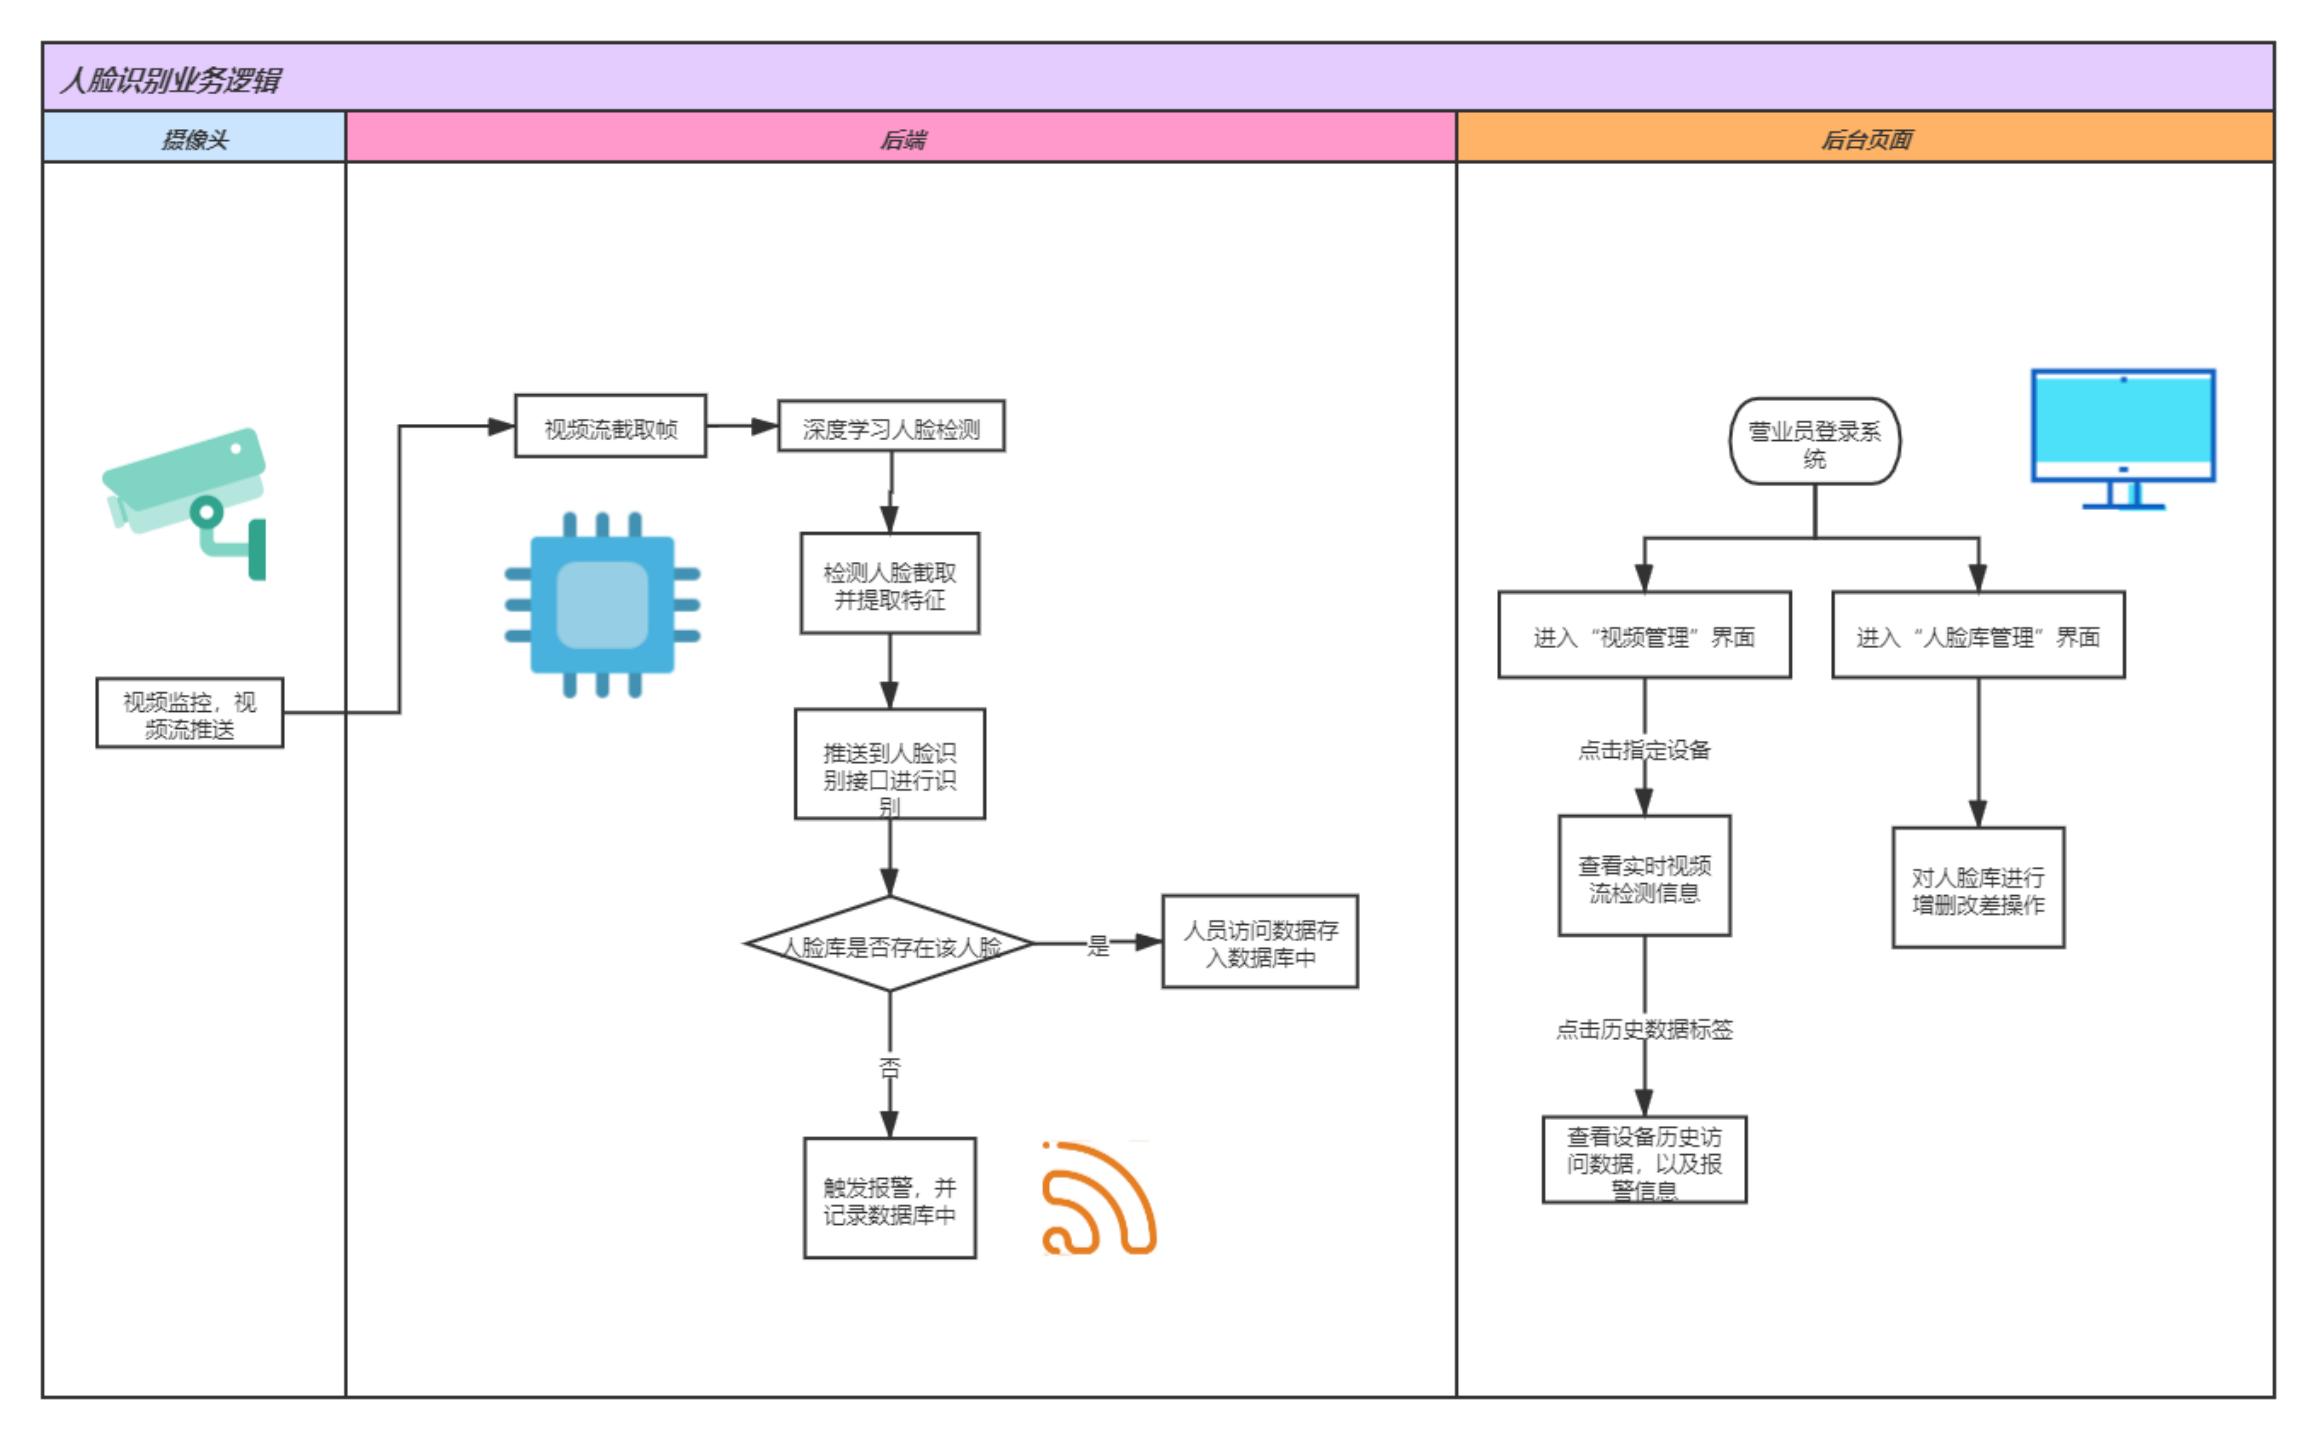 人脸识别业务逻辑
摄像头
后端
后台页面
视频监控，视
频流推送
视频流截取帧
深度学习人脸检测
检测人脸截取
并提取特征
推送到人脸识
别接口进行识
别
人脸库是否存在该人脸
是
人员访问数据存
入数据库中
否
触发报警，并
记录数据库中
营业员登录系
统
进入“视频管理”界面
进入“人脸库管理”界面
点击指定设备
查看实时视频
流检测信息
对人脸库进行
增删改差操作
点击历史数据标签
查看设备历史访
问数据，以及报
警信息